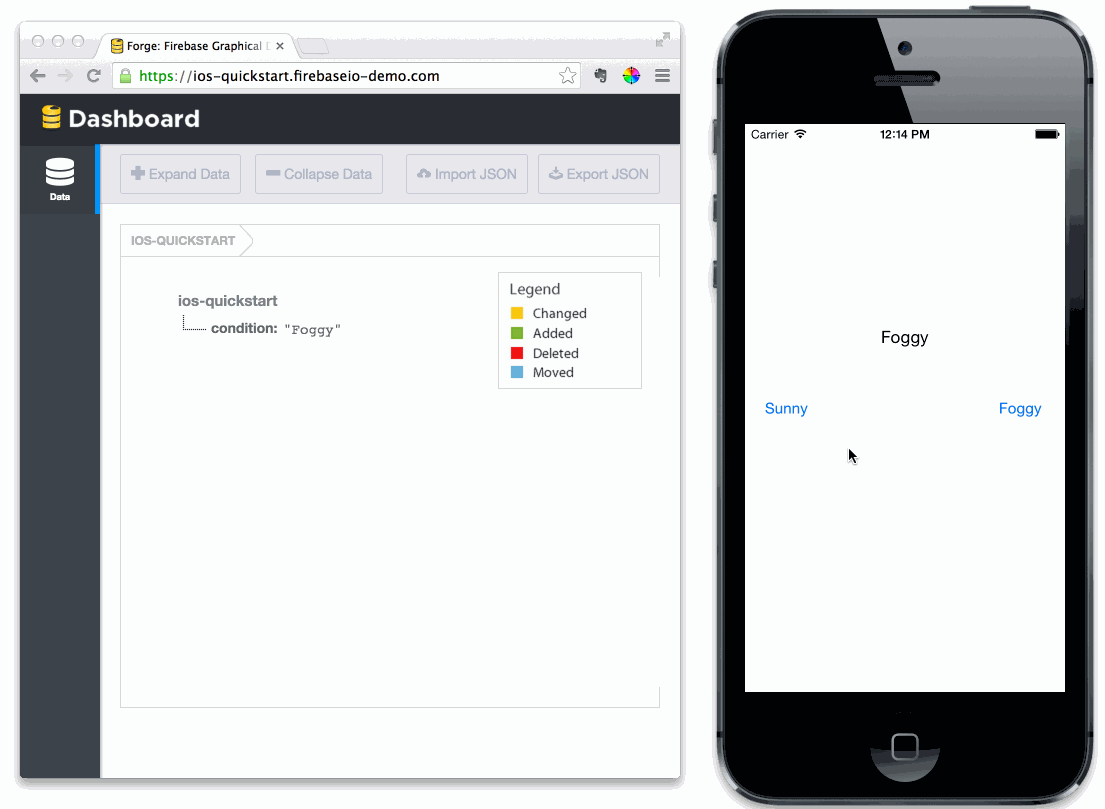 Forge: Firebase Graphical D
https://ios-quickstart.firebaseio-demo.com
Dashboard
Data
Expand Data
Collapse Data
Import JSON
Export JSON
IOS-QUICKSTART
ios-quickstart
condition: "Foggy"
Legend
Changed
Added
Deleted
Moved
Carrier
12:14 PM
Foggy
Sunny
Foggy